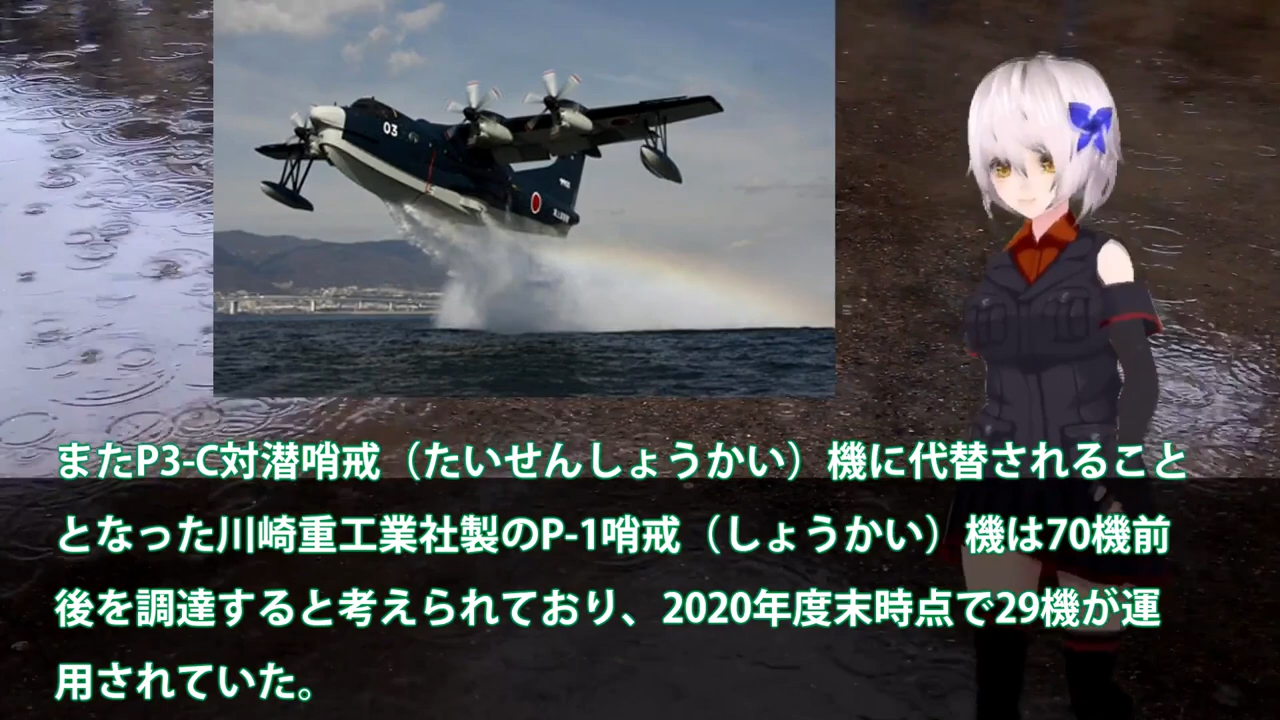 03
またP3-C対潜哨戒（たいせんしょうかい）機に代替されること
となった川崎重工業社製のP-1哨戒（しょうかい）機は70機前
後を調達すると考えられており、2020年度末時点で29機が運
用されていた。